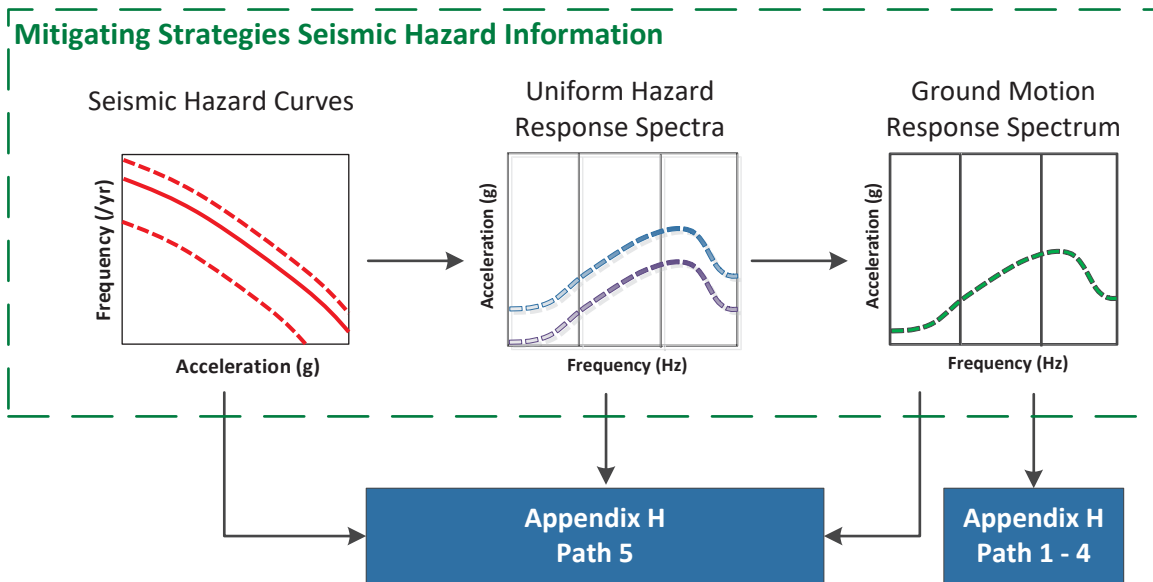 Mitigating Strategies Seismic Hazard Information
Seismic Hazard Curves
Frequency (/yr)
Acceleration (g)
Uniform Hazard
Response Spectra
Acceleration (g)
Frequency (Hz)
Ground Motion
Response Spectrum
Acceleration (g)
Frequency (Hz)
Appendix H
Path 5
Appendix H
Path 1 - 4